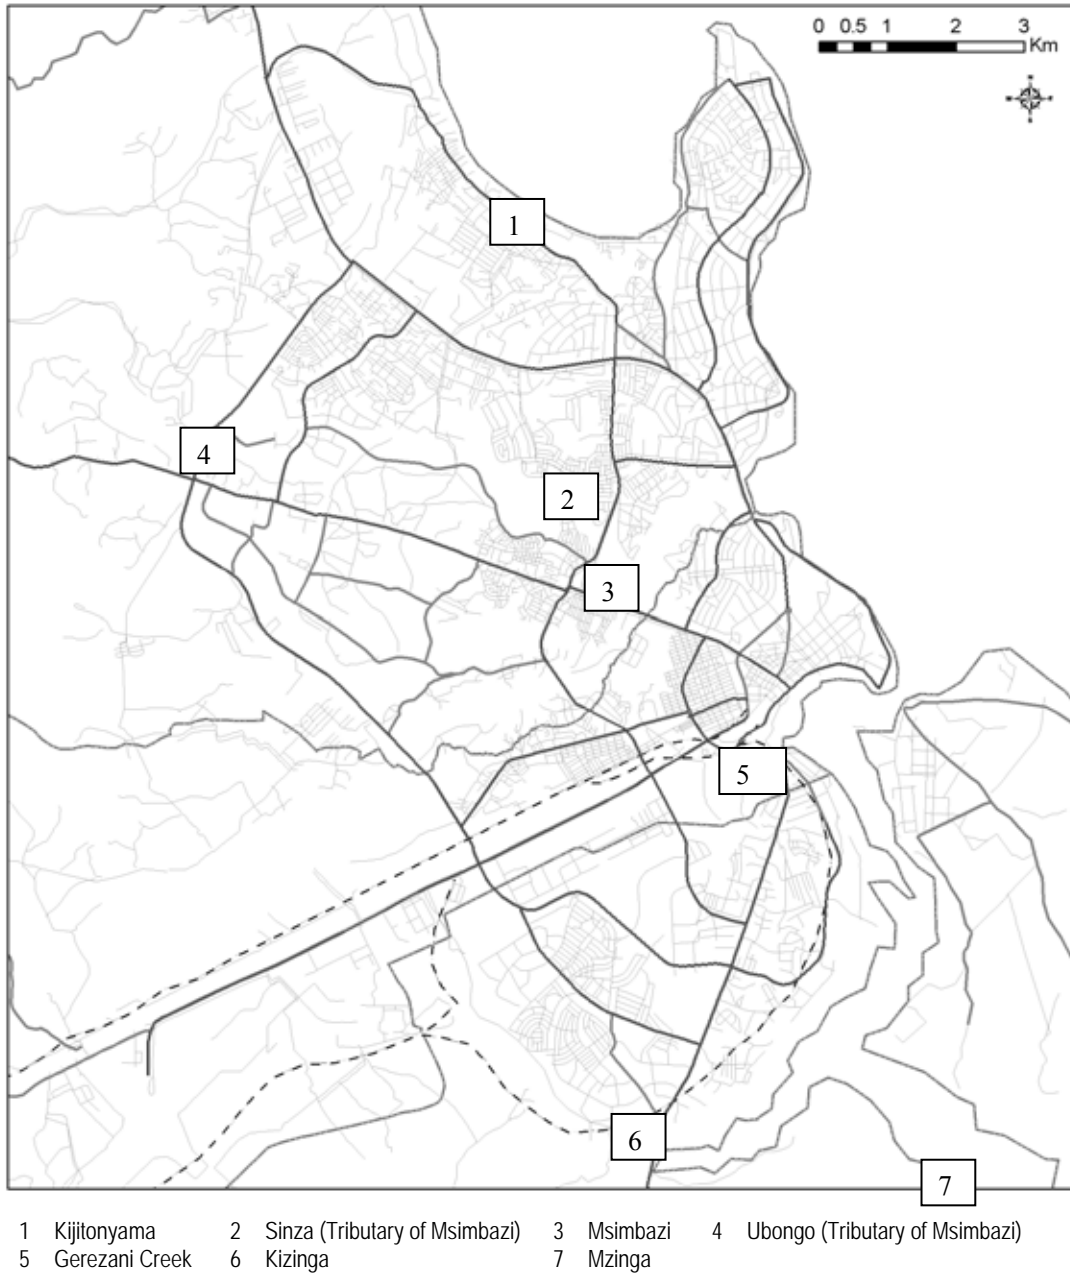 0 0.5 1 2 3
Km
1
4
2
3
5
6
7
1 Kijitonyama 2 Sinza (Tributary of Msimbazi) 3 Msimbazi 4 Ubongo (Tributary of Msimbazi)
5 Gerezani Creek 6 Kizinga 7 Mzinga